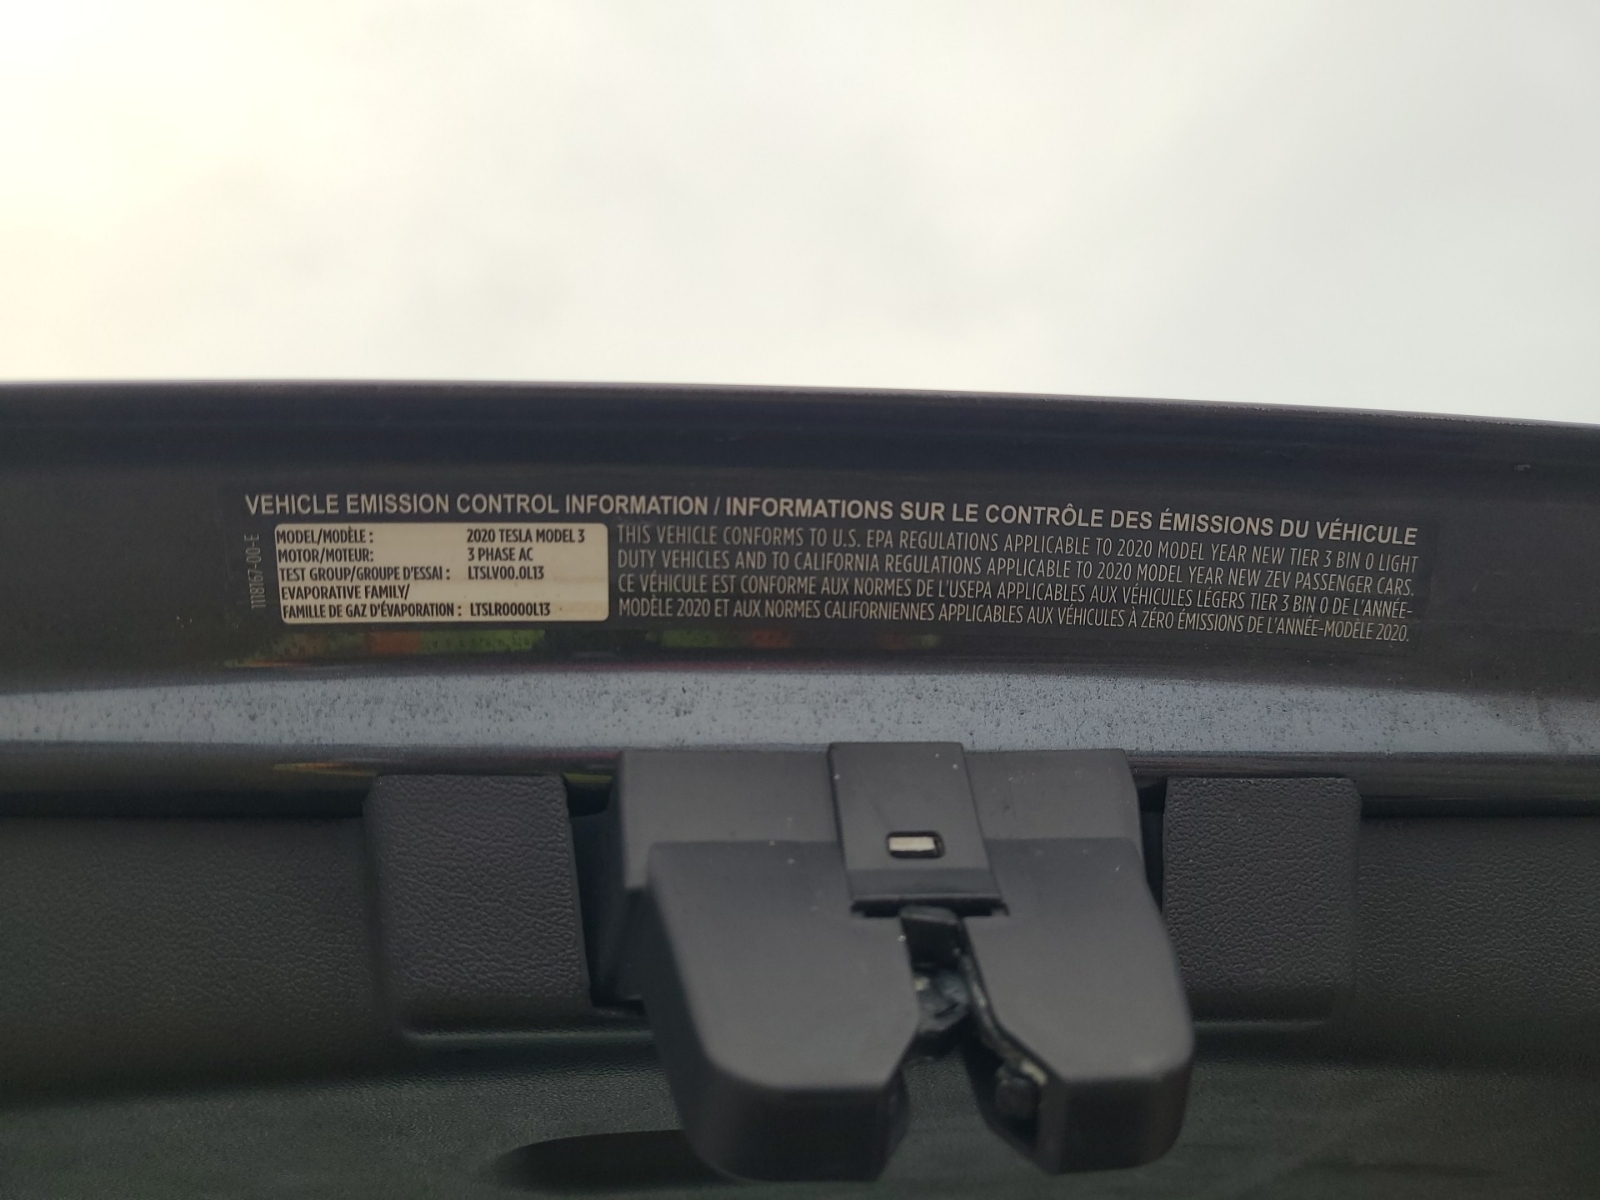 VEHICLE EMISSION CONTROL INFORMATION / INFORMATIONS SUR LE CONTRÔLE DES ÉMISSIONS DU VÉHICULE
1118167-00-E
MODEL/MODÈLE : 2020 TESLA MODEL 3
MOTOR/MOTEUR: 3 PHASE AC
TEST GROUP/GROUPE D'ESSAI : LTSLV00.0L13
EVAPORATIVE FAMILY/
FAMILLE DE GAZ D'ÉVAPORATION : LTSLR0000L13
THIS VEHICLE CONFORMS TO U.S. EPA REGULATIONS APPLICABLE TO 2020 MODEL YEAR NEW TIER 3 BIN 0 LIGHT
DUTY VEHICLES AND TO CALIFORNIA REGULATIONS APPLICABLE TO 2020 MODEL YEAR NEW ZEV PASSENGER CARS.
CE VÉHICULE EST CONFORME AUX NORMES DE L'USEPA APPLICABLES AUX VÉHICULES LÉGERS TIER 3 BIN 0 DE L'ANNÉE-
MODÈLE 2020 ET AUX NORMES CALIFORNIENNES APPLICABLES AUX VÉHICULES À ZÉRO ÉMISSIONS DE L'ANNÉE-MODÈLE 2020.